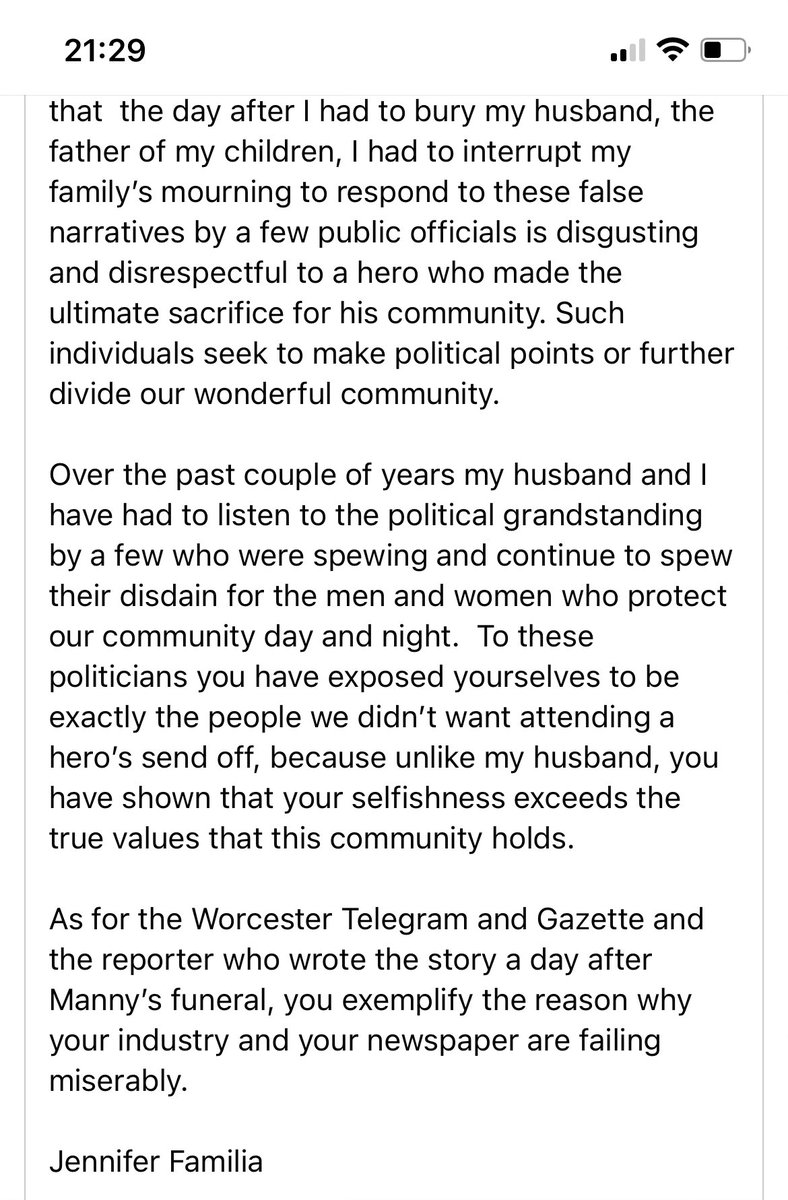 21:29
that  the day after I had to bury my husband, the
father of my children, I had to interrupt my
family’s mourning to respond to these false
narratives by a few public officials is disgusting
and disrespectful to a hero who made the
ultimate sacrifice for his community. Such
individuals seek to make political points or further
divide our wonderful community.
Over the past couple of years my husband and I
have had to listen to the political grandstanding
by a few who were spewing and continue to spew
their disdain for the men and women who protect
our community day and night.  To these
politicians you have exposed yourselves to be
exactly the people we didn’t want attending a
hero’s send off, because unlike my husband, you
have shown that your selfishness exceeds the
true values that this community holds.
As for the Worcester Telegram and Gazette and
the reporter who wrote the story a day after
Manny’s funeral, you exemplify the reason why
your industry and your newspaper are failing
miserably.
Jennifer Familia